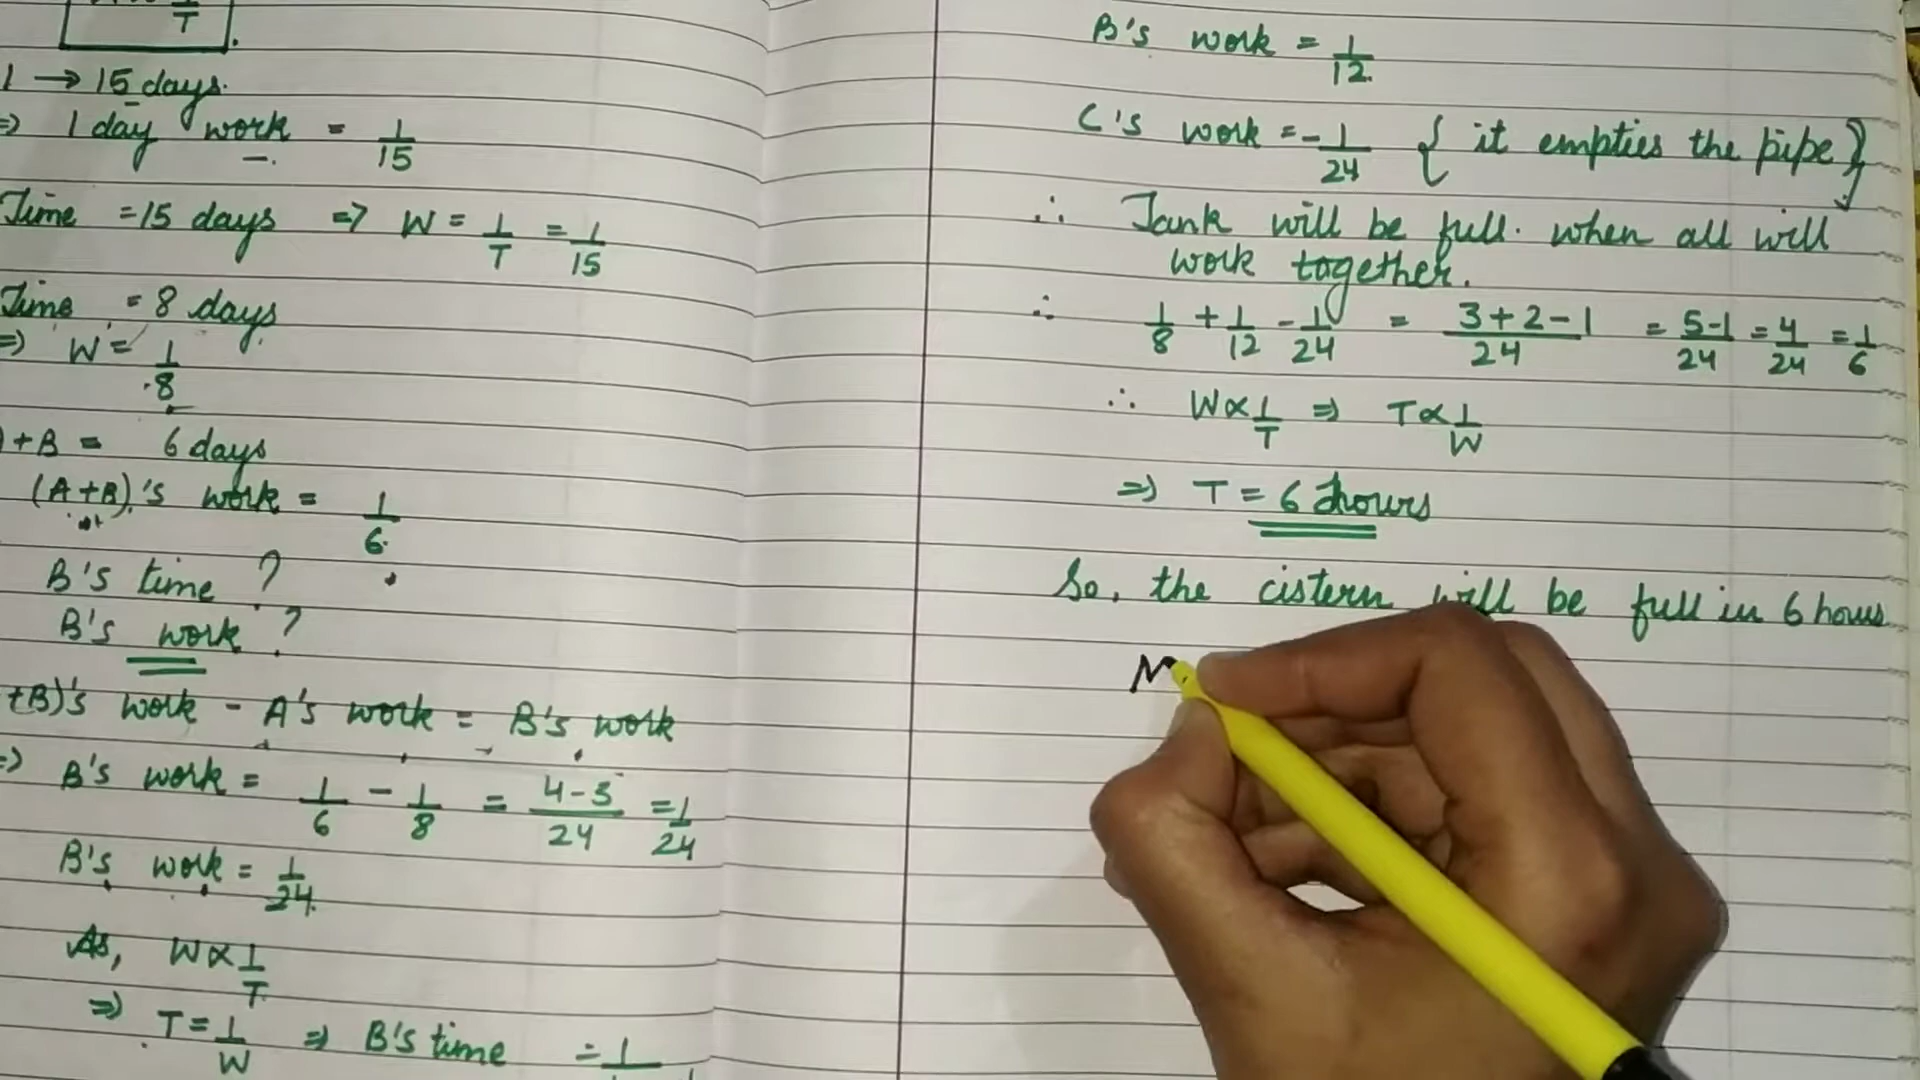 1/T .
1 → 15 days.
⇒ 1 day work = 1/15
Time = 15 days ⇒ W = 1/T = 1/15
Time = 8 days
⇒ W = 1/8
+B = 6 days
(A+B)'s work = 1/6
B's time ?
B's work ?
+B)'s work - A's work = B's work
⇒ B's work = 1/6 - 1/8 = 4-3/24 = 1/24
B's work = 1/24
As, W ∝ 1/T
⇒ T = 1/W ⇒ B's time = 1
B's work = 1/12
C's work = -1/24 { it empties the pipe }
∴ Tank will be full. when all will
work together.
∴ 1/8 + 1/12 - 1/24 = 3+2-1/24 = 5-1/24 = 4/24 = 1/6
∴ W ∝ 1/T ⇒ T ∝ 1/W
⇒ T = 6 hours
So, the cistern will be full in 6 hours
N